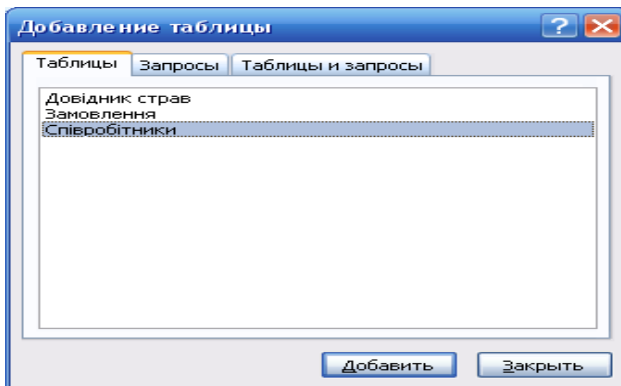 Добавление таблицы
Таблицы Запросы Таблицы и запросы
Довідник страв
Замовлення
Співробітники
Добавить Закрыть